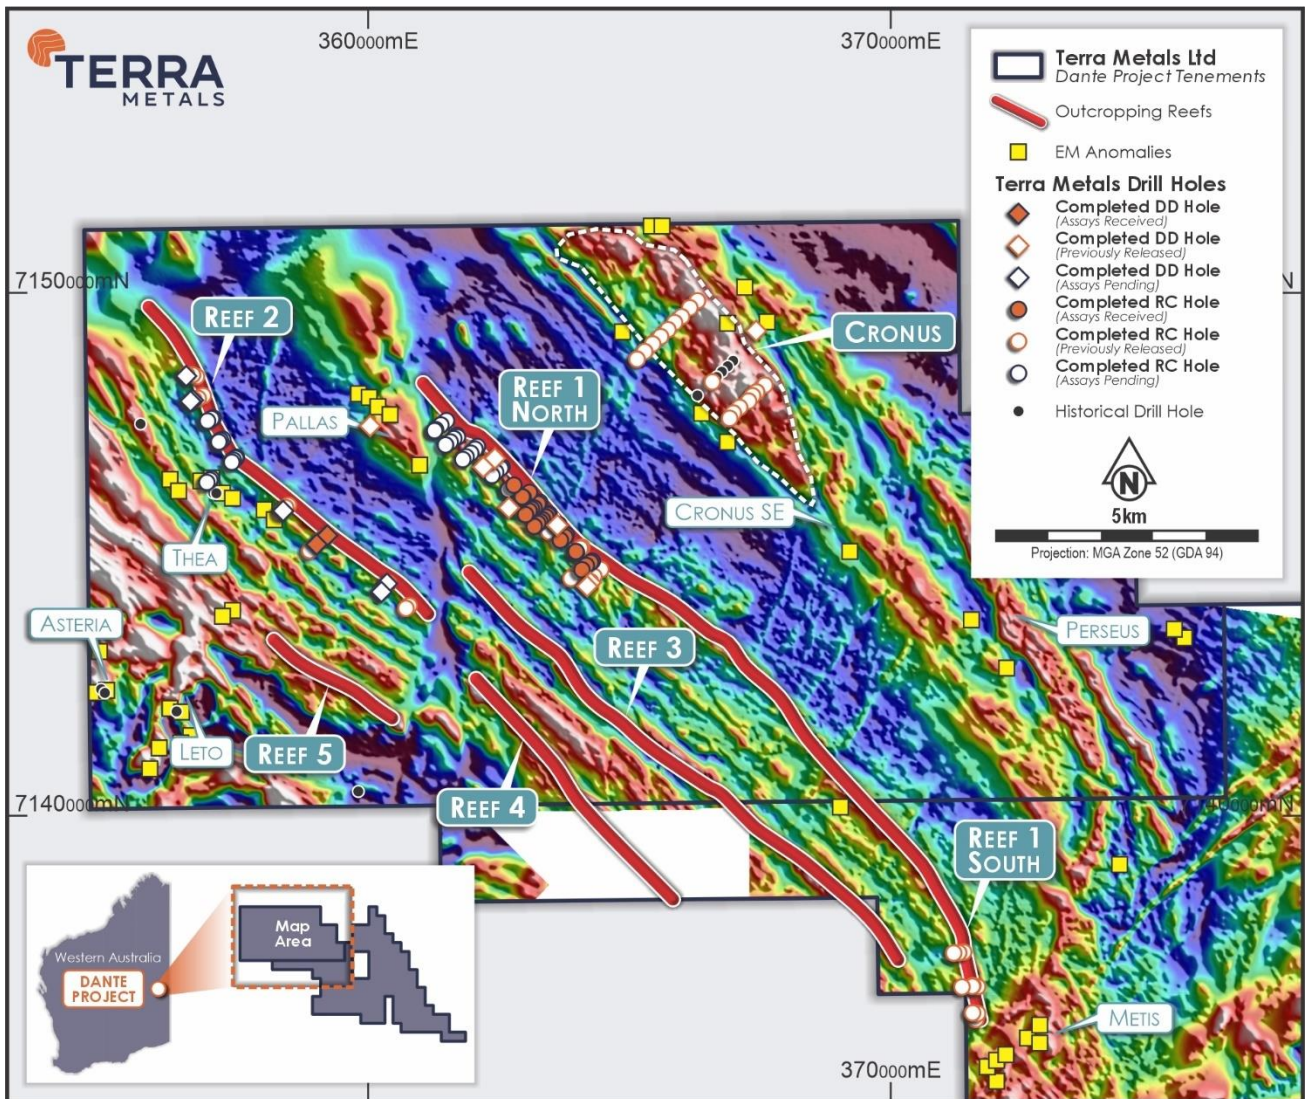 360000mE
370000mE
TERRA
METALS
Terra Metals Ltd
Dante Project Tenements
Outcropping Reefs
EM Anomalies
Terra Metals Drill Holes
Completed DD Hole
(Assays Received)
Completed DD Hole
(Previously Released)
Completed DD Hole
(Assays Pending)
Completed RC Hole
(Assays Received)
Completed RC Hole
(Previously Released)
Completed RC Hole
(Assays Pending)
Historical Drill Hole
N
5km
Projection: MGA Zone 52 (GDA 94)
7150000mN
N
REEF 2
CRONUS
REEF 1
NORTH
PALLAS
CRONUS SE
THEA
ASTERIA
REEF 3
PERSEUS
LETO
REEF 5
REEF 4
7140000mN
REEF 1
SOUTH
Map
Area
Western Australia
DANTE
PROJECT
METIS
370000mE